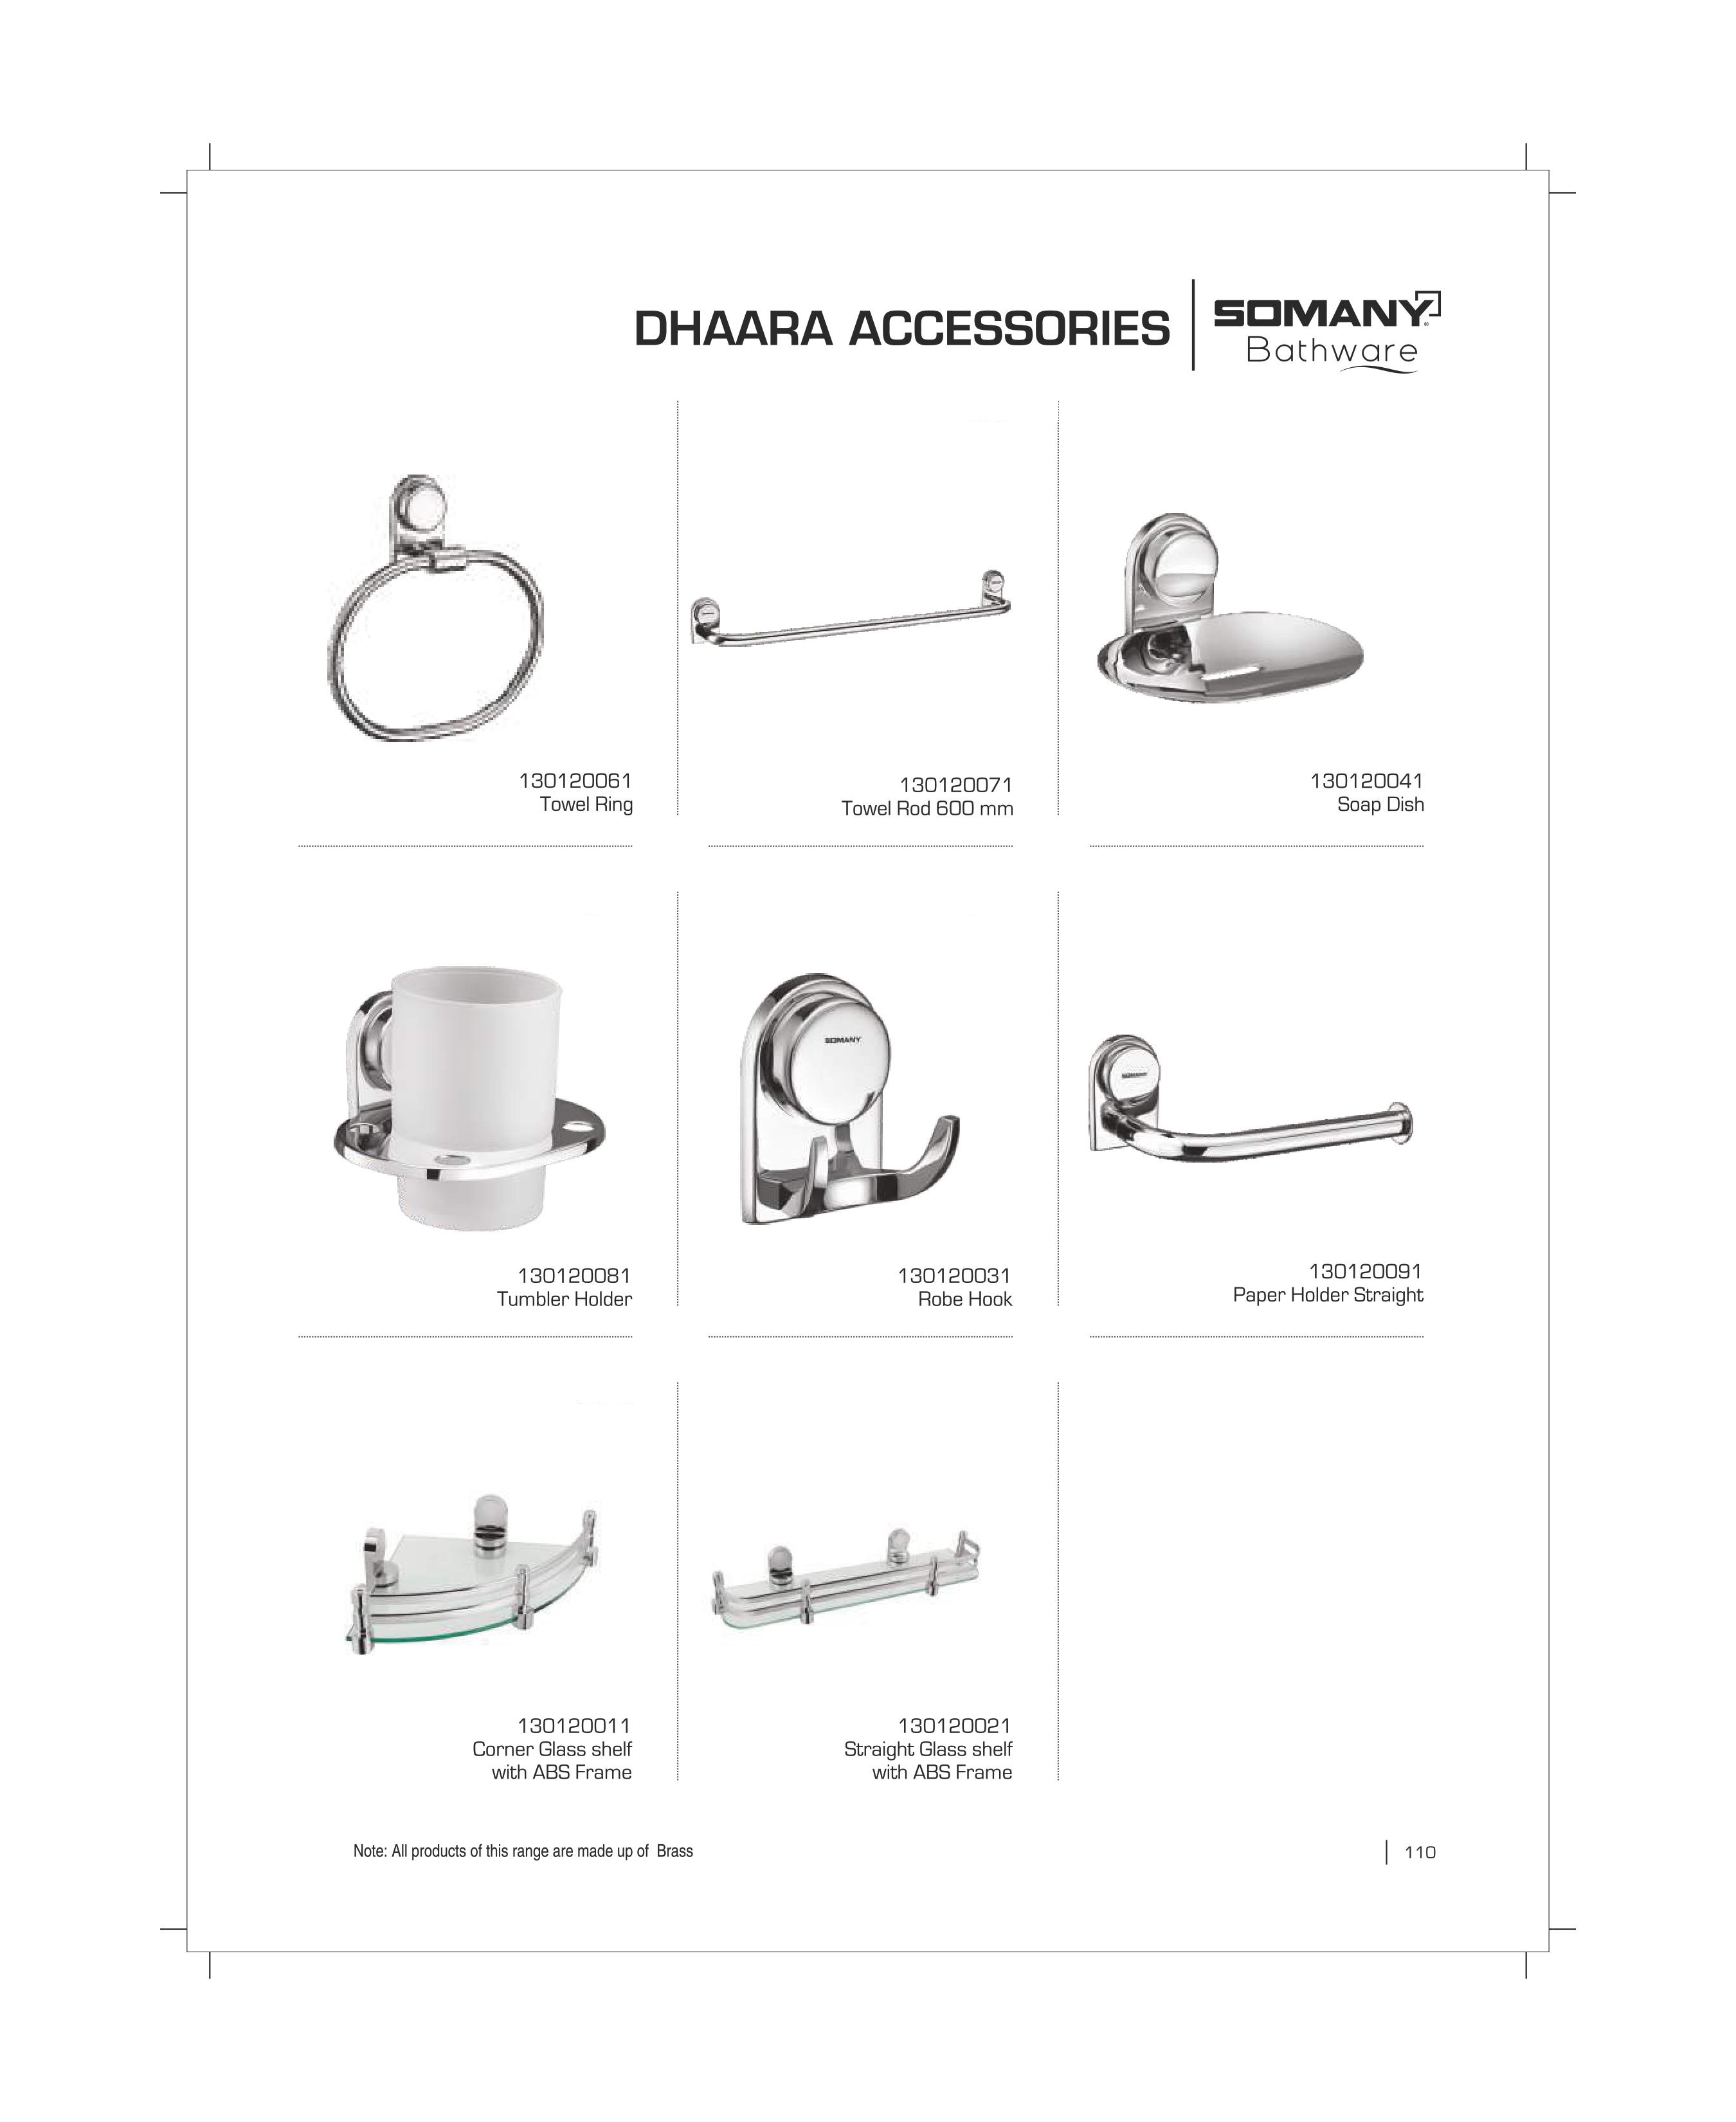 DHAARA ACCESSORIES
SOMANY
Bathware
130120061
Towel Ring
130120071
Towel Rod 600 mm
130120041
Soap Dish
SOMANY
SOMANY
130120081
Tumbler Holder
130120031
Robe Hook
130120091
Paper Holder Straight
130120011
Corner Glass shelf
with ABS Frame
130120021
Straight Glass shelf
with ABS Frame
Note: All products of this range are made up of Brass
110